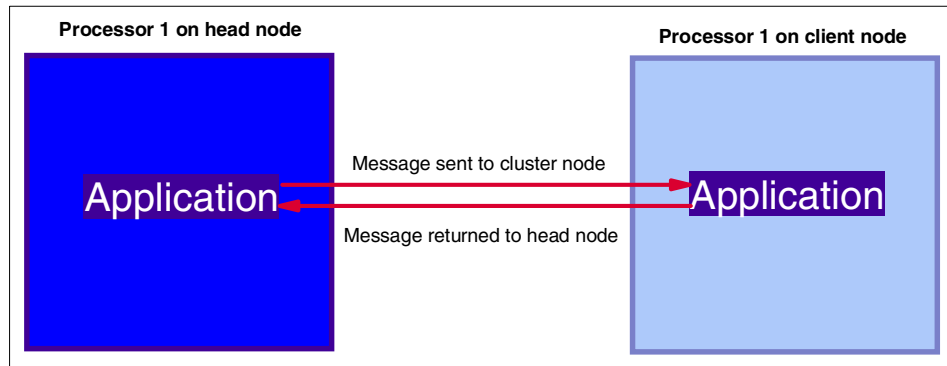 Processor 1 on head node
Processor 1 on client node
Message sent to cluster node
Application
Application
Message returned to head node